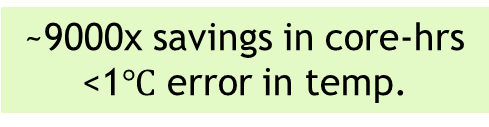 ~9000x savings in core-hrs
<1℃ error in temp.